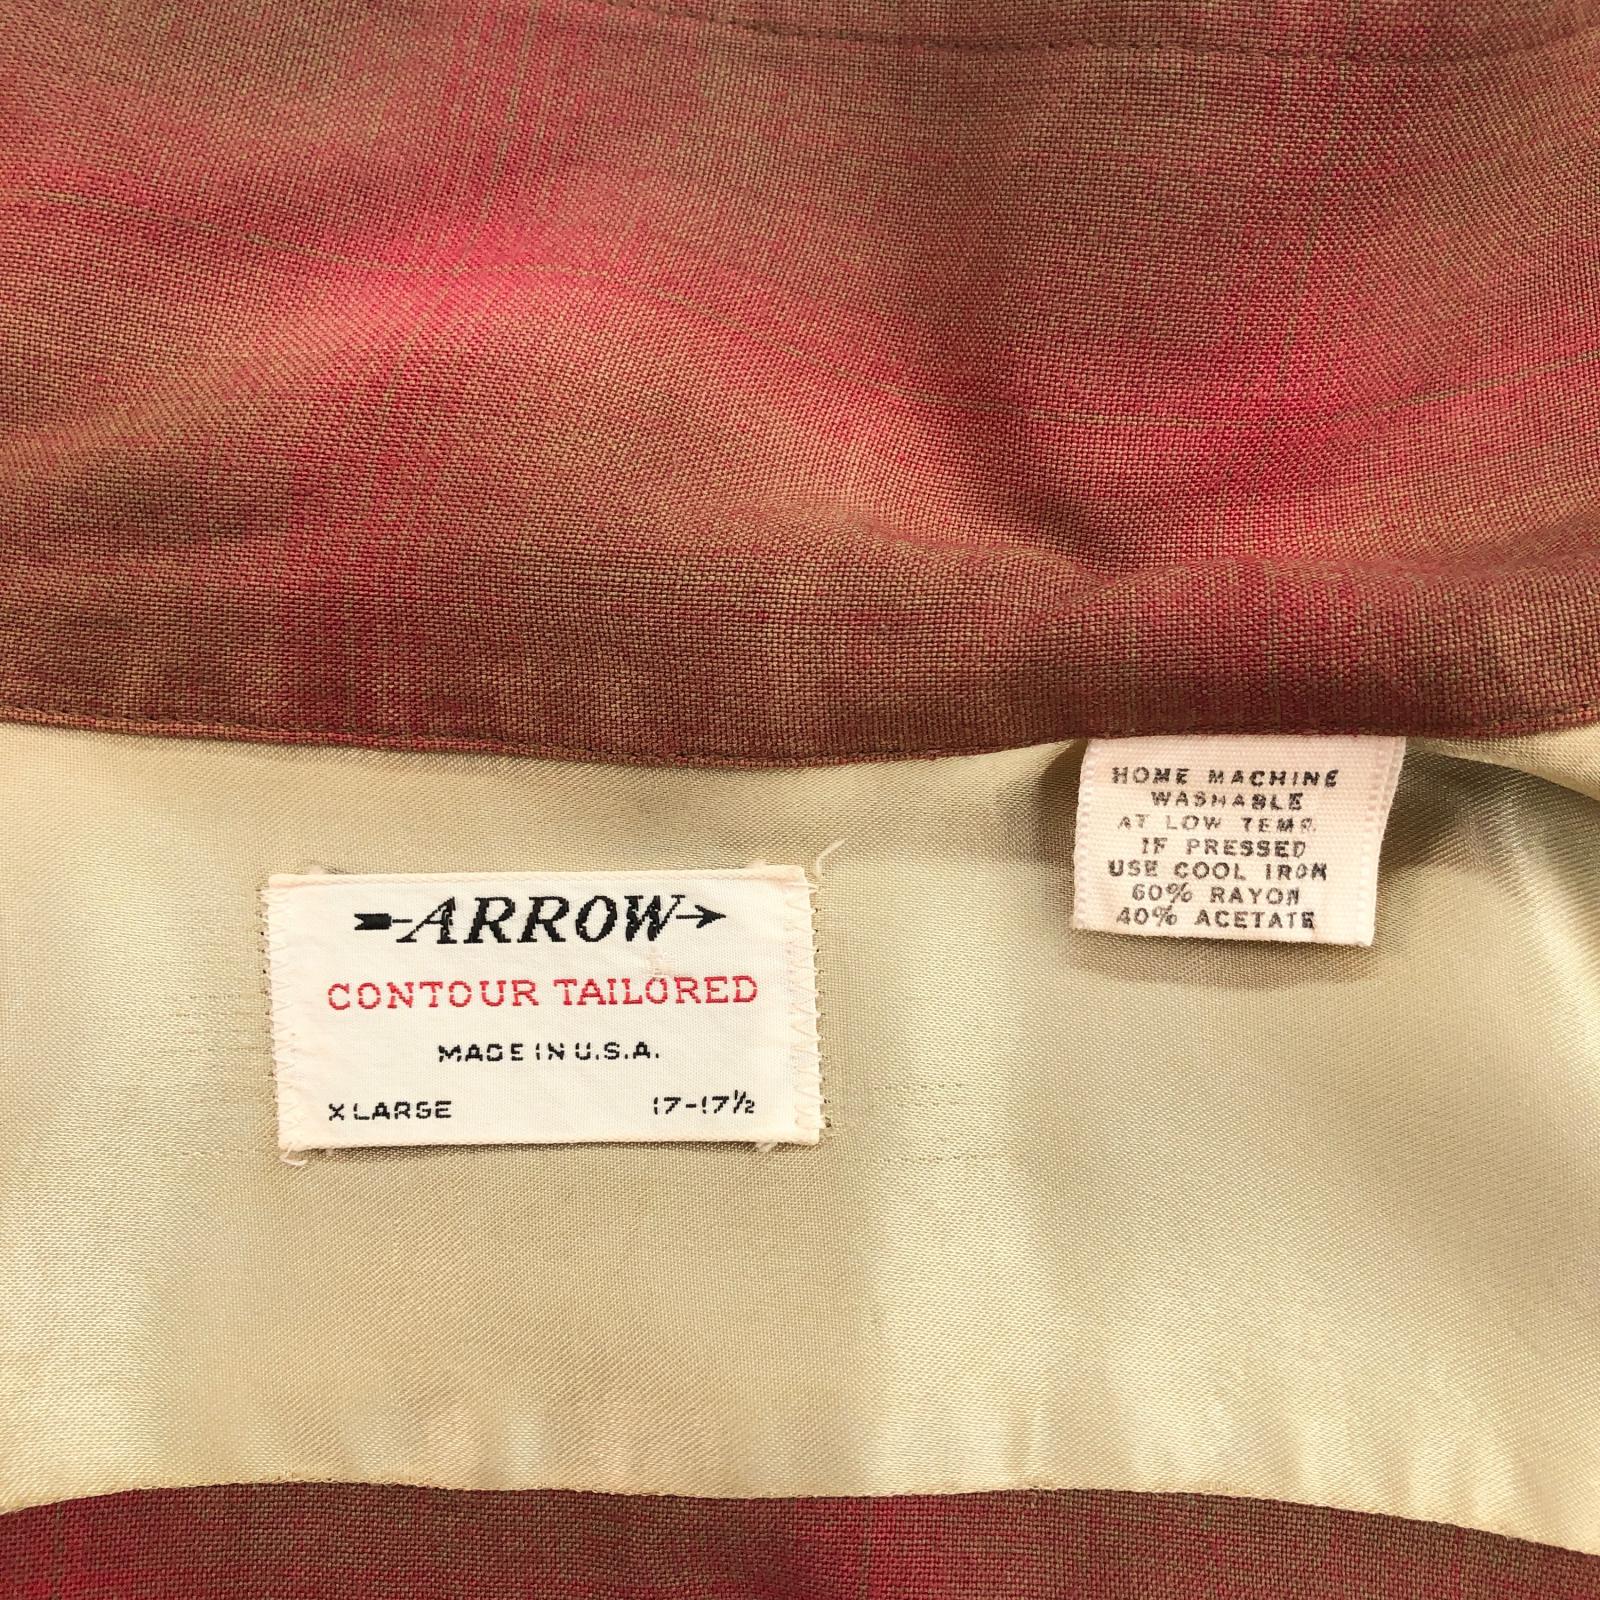 ARROW
CONTOUR TAILORED
MADE IN U.S.A.
X LARGE 17-17½
HOME MACHINE
WASHABLE
AT LOW TEMP.
IF PRESSED
USE COOL IRON
60% RAYON
40% ACETATE